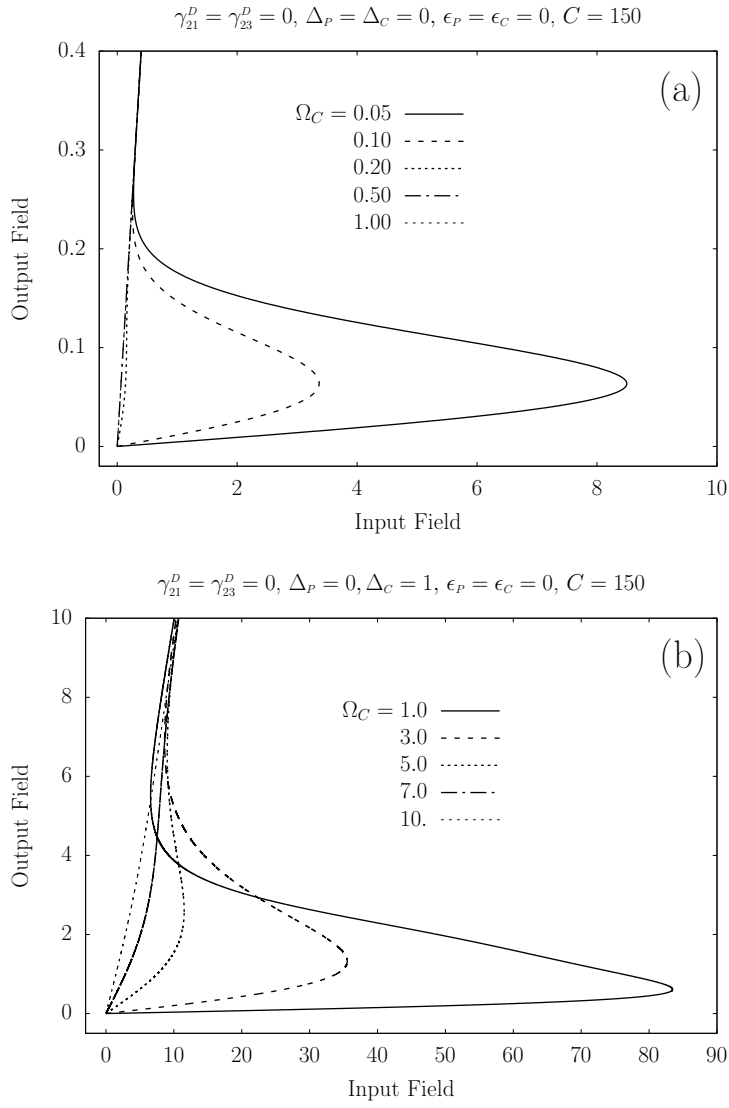 γ₂₁ᴰ = γ₂₃ᴰ = 0, Δ_P = Δ_C = 0, ϵ_P = ϵ_C = 0, C = 150
(a)
Ω_C = 0.05
0.10
0.20
0.50
1.00
0.4
0.3
0.2
0.1
0
Output Field
0 2 4 6 8 10
Input Field
γ₂₁ᴰ = γ₂₃ᴰ = 0, Δ_P = 0, Δ_C = 1, ϵ_P = ϵ_C = 0, C = 150
(b)
Ω_C = 1.0
3.0
5.0
7.0
10.
10
8
6
4
2
0
Output Field
0 10 20 30 40 50 60 70 80 90
Input Field